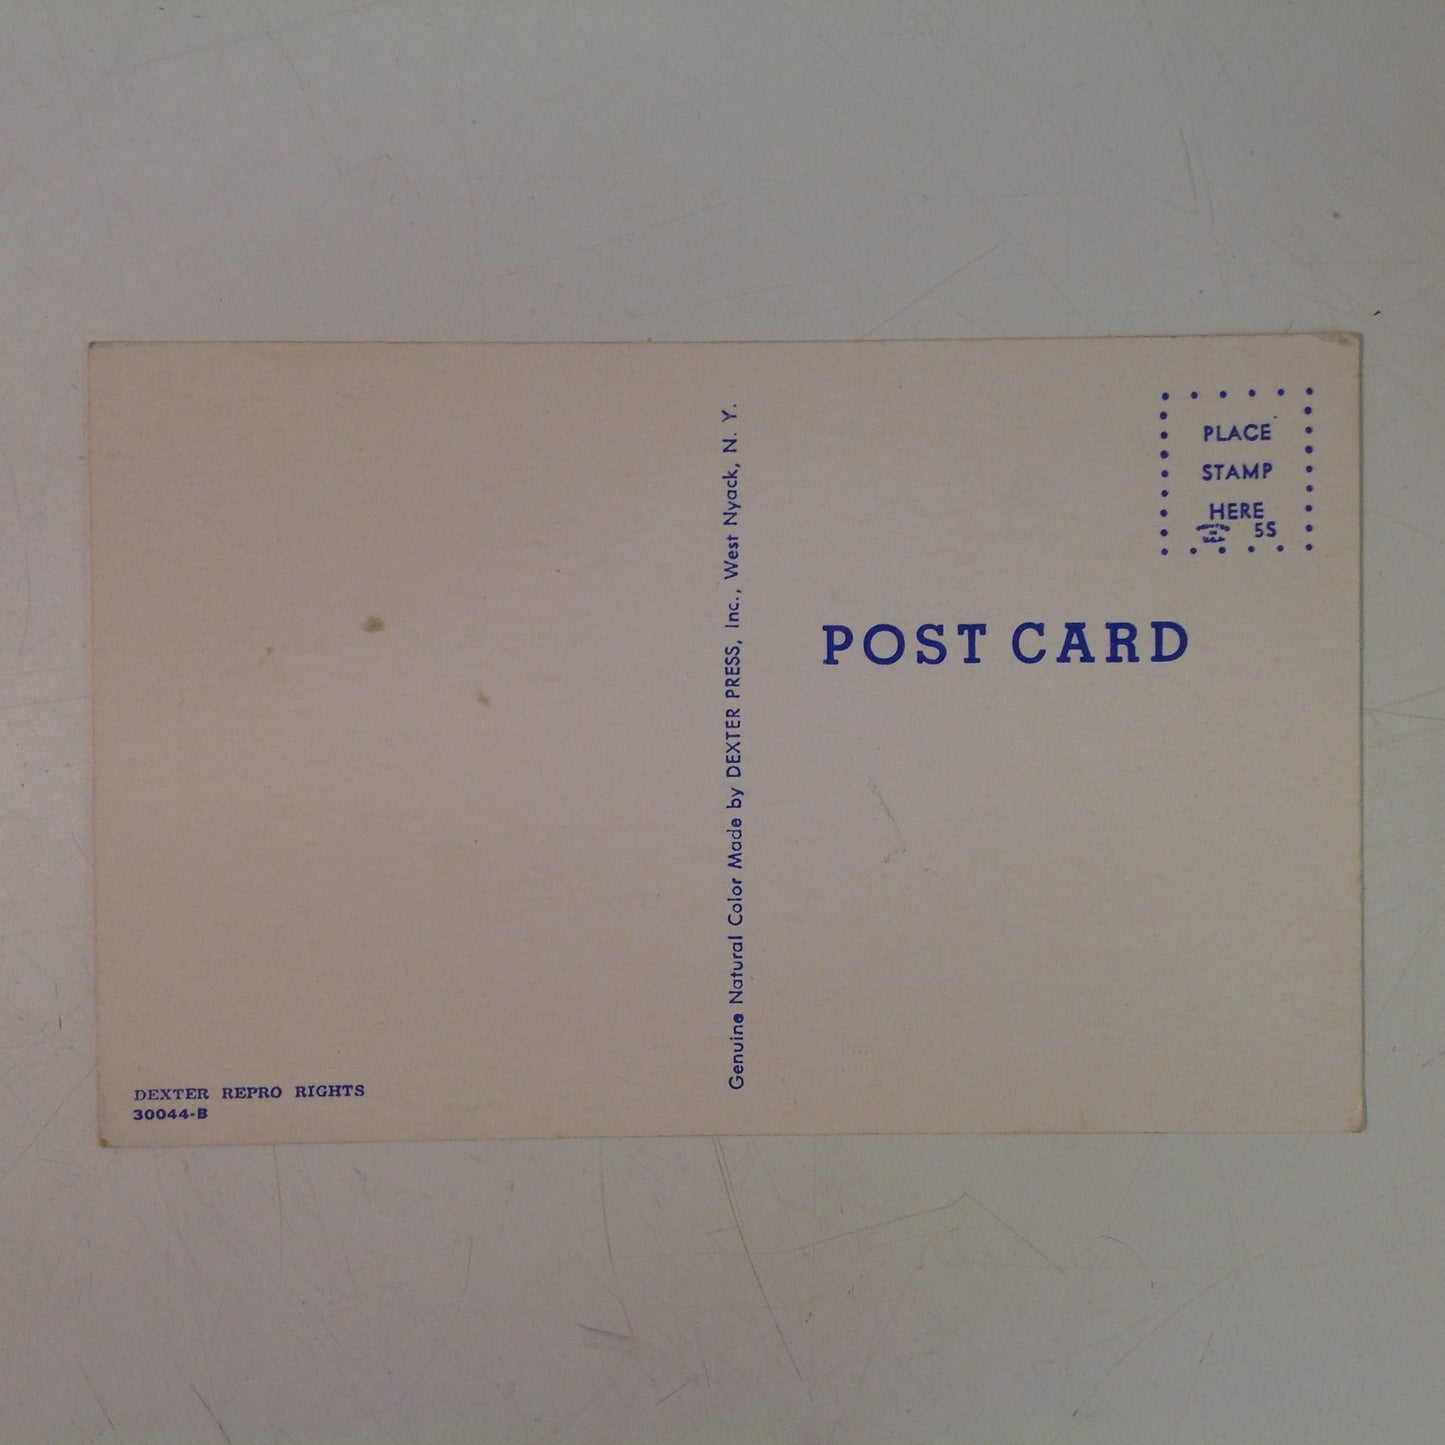 PLACE
STAMP
HERE
5S
POST CARD
Genuine Natural Color Made by DEXTER PRESS, Inc., West Nyack, N. Y.
DEXTER REPRO RIGHTS
30044-B